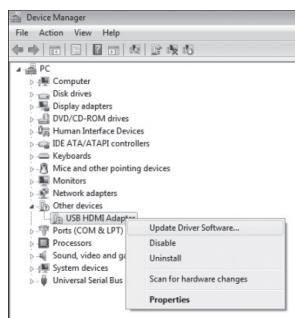 Device Manager
File Action View Help
PC
Computer
Disk drives
Display adapters
DVD/CD-ROM drives
Human Interface Devices
IDE ATA/ATAPI controllers
Keyboards
Mice and other pointing devices
Monitors
Network adapters
Other devices
USB HDMI Adapter
Ports (COM & LPT)
Processors
Sound, video and ga
System devices
Universal Serial Bus
Update Driver Software...
Disable
Uninstall
Scan for hardware changes
Properties